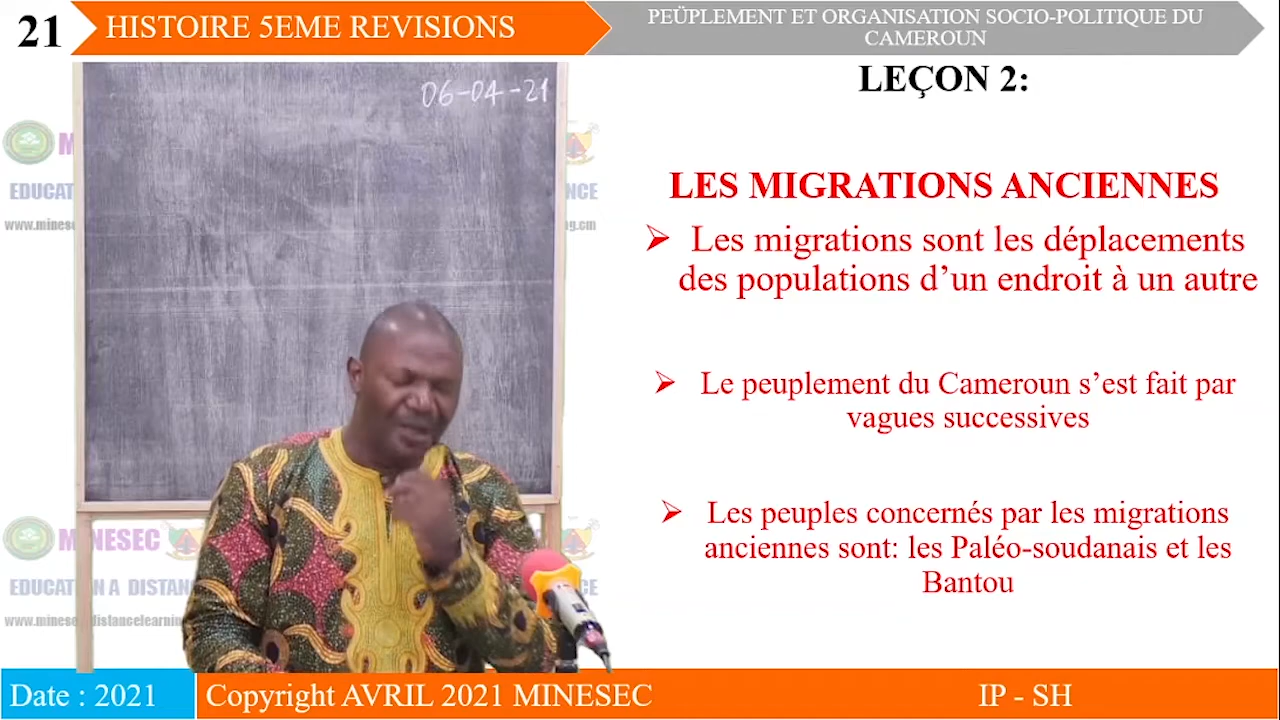 21
HISTOIRE 5EME REVISIONS
PEÜPLEMENT ET ORGANISATION SOCIO-POLITIQUE DU
CAMEROUN
06-04-21
LEÇON 2:
LES MIGRATIONS ANCIENNES
➢ Les migrations sont les déplacements
des populations d’un endroit à un autre
➢ Le peuplement du Cameroun s’est fait par
vagues successives
➢ Les peuples concernés par les migrations
anciennes sont: les Paléo-soudanais et les
Bantou
MINESEC
EDUCATION A DISTANCE
Date : 2021
Copyright AVRIL 2021 MINESEC
IP - SH